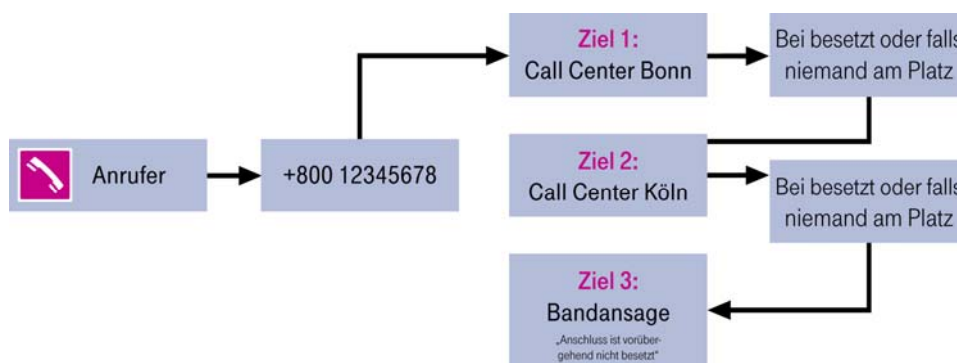 Anrufer
+800 12345678
Ziel 1:
Call Center Bonn
Bei besetzt oder falls
niemand am Platz
Ziel 2:
Call Center Köln
Bei besetzt oder falls
niemand am Platz
Ziel 3:
Bandansage
„Anschluss ist vorüber-
gehend nicht besetzt“